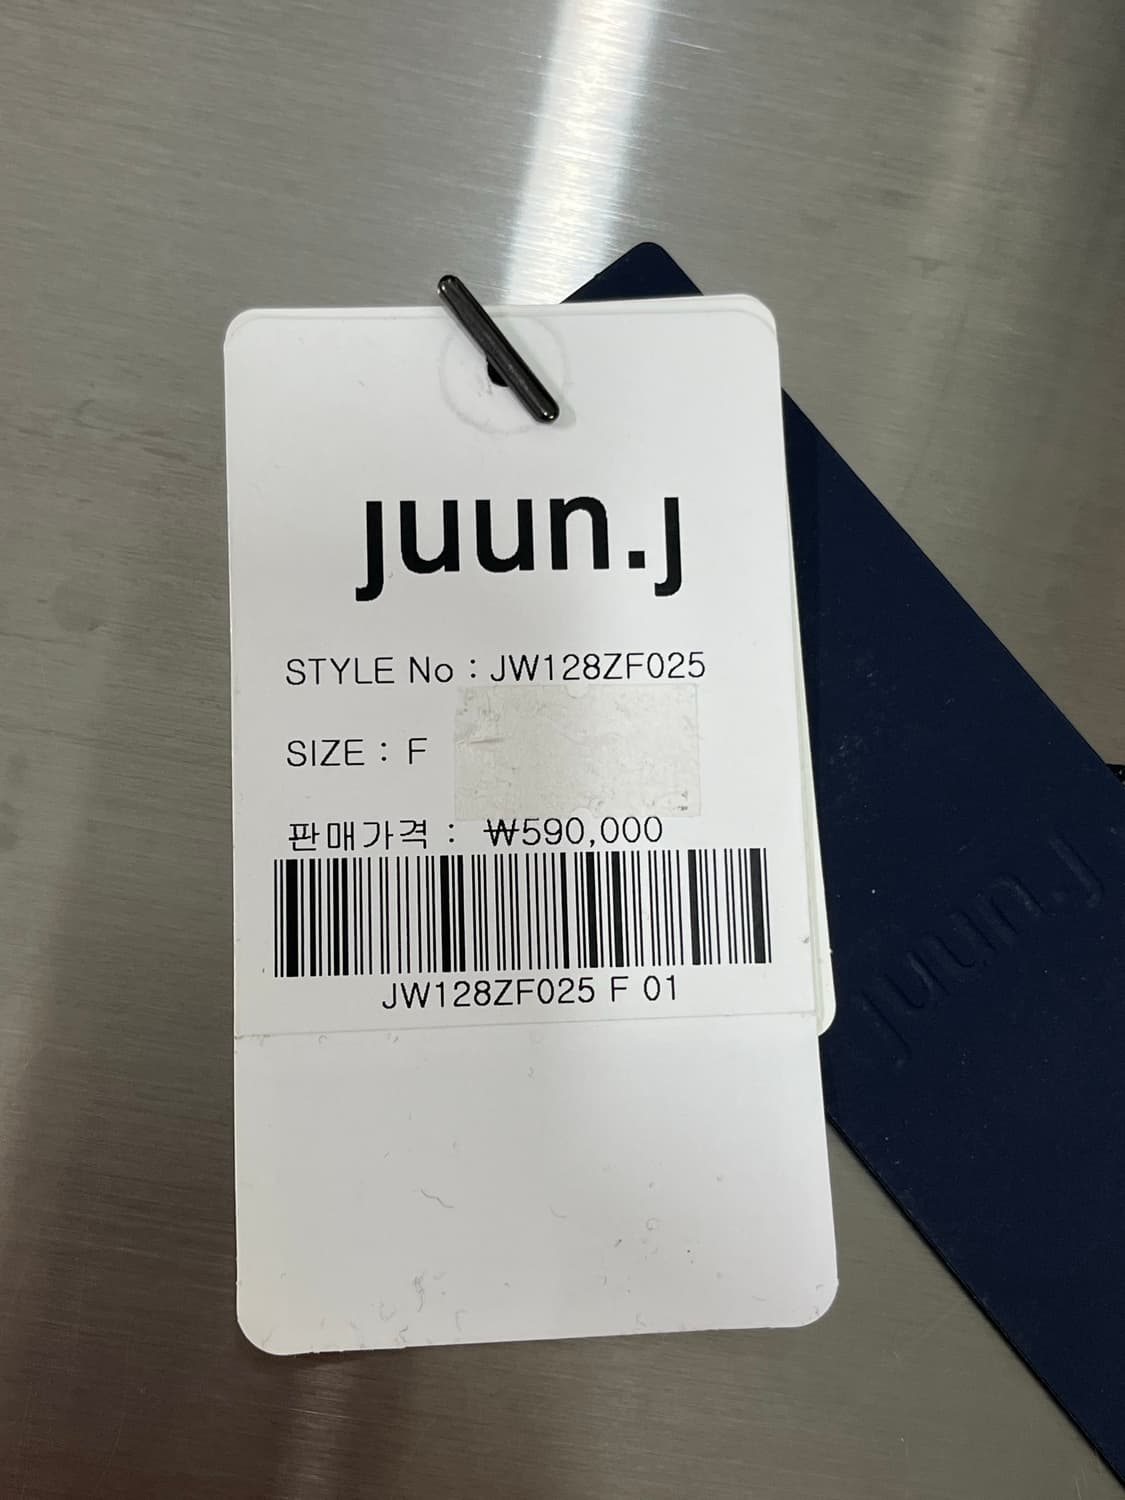 juun.j
STYLE No : JW128ZF025
SIZE : F
판매가격 : ₩590,000
JW128ZF025 F 01
juun.j